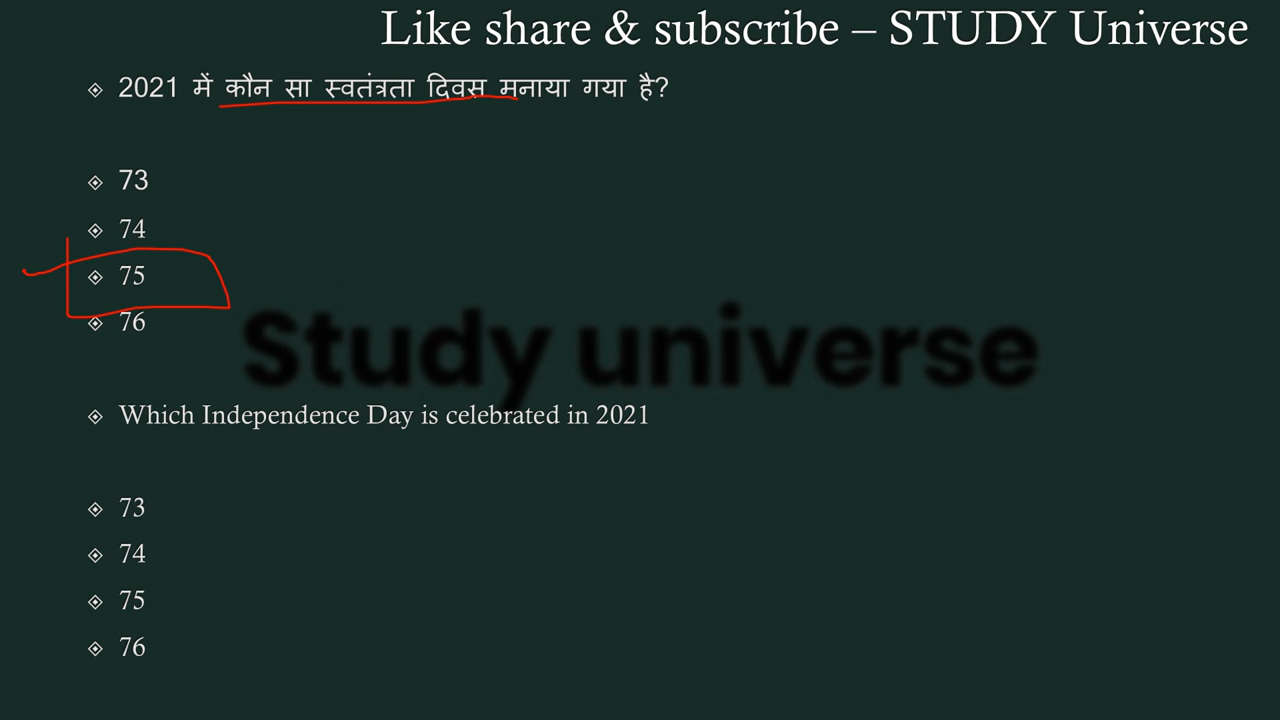 Like share & subscribe – STUDY Universe
2021 में कौन सा स्वतंत्रता दिवस मनाया गया है?
73
74
75
76
Study universe
Which Independence Day is celebrated in 2021
73
74
75
76